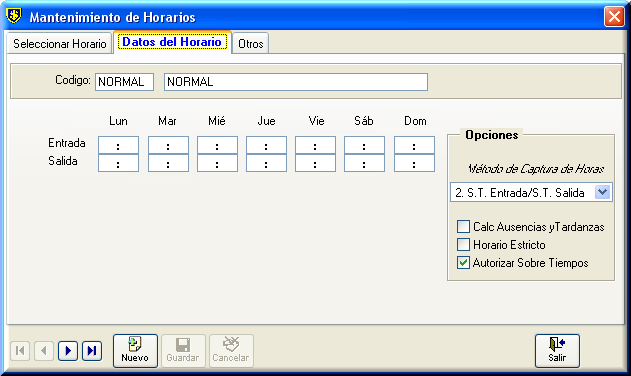 Mantenimiento de Horarios
Seleccionar Horario Datos del Horario Otros
Codigo: NORMAL NORMAL
Lun Mar Mié Jue Vie Sáb Dom
Entrada : : : : : : :
Salida : : : : : : :
Opciones
Método de Captura de Horas
2. S.T. Entrada/S.T. Salida
Calc Ausencias yTardanzas
Horario Estricto
Autorizar Sobre Tiempos
Nuevo Guardar Cancelar Salir